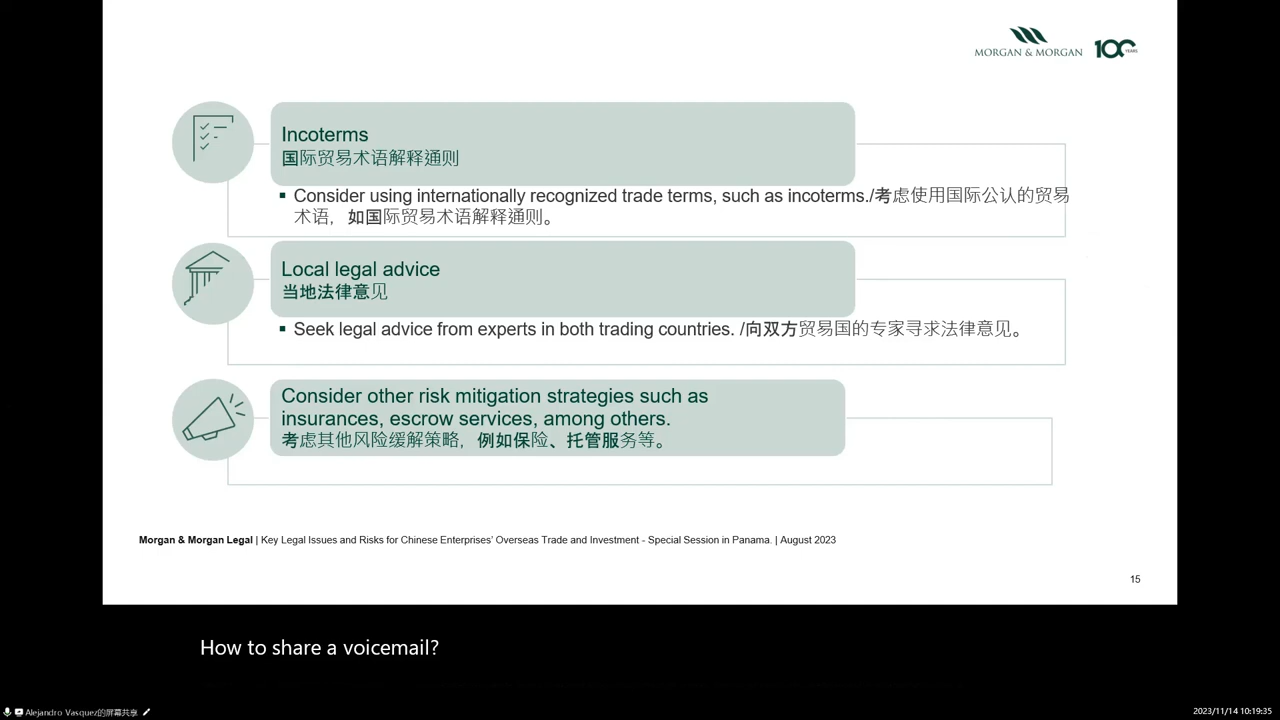 MORGAN & MORGAN 100 YEARS
Incoterms
国际贸易术语解释通则
▪ Consider using internationally recognized trade terms, such as incoterms./考虑使用国际公认的贸易
术语，如国际贸易术语解释通则。
Local legal advice
当地法律意见
▪ Seek legal advice from experts in both trading countries. /向双方贸易国的专家寻求法律意见。
Consider other risk mitigation strategies such as
insurances, escrow services, among others.
考虑其他风险缓解策略，例如保险、托管服务等。
Morgan & Morgan Legal | Key Legal Issues and Risks for Chinese Enterprises' Overseas Trade and Investment - Special Session in Panama. | August 2023
15
How to share a voicemail?
Alejandro Vasquez的屏幕共享
2023/11/14 10:19:35